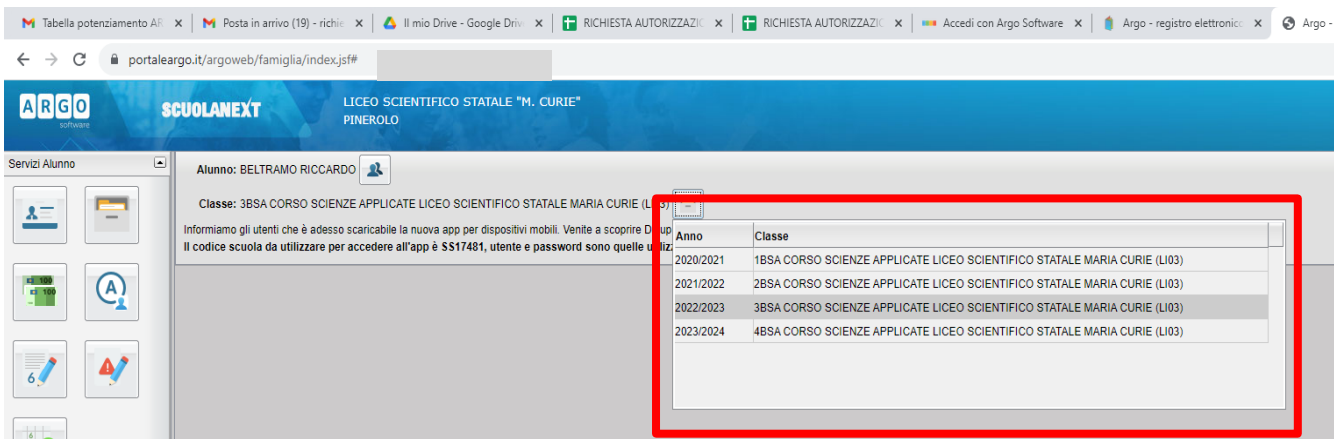 Tabella potenziamento AR
Posta in arrivo (19) - richie
Il mio Drive - Google Driv
RICHIESTA AUTORIZZAZIC
RICHIESTA AUTORIZZAZIC
Accedi con Argo Software
Argo - registro elettronico
Argo -
portaleargo.it/argoweb/famiglia/index.jsf#
ARGO
software
SCUOLANEXT
LICEO SCIENTIFICO STATALE "M. CURIE"
PINEROLO
Servizi Alunno
Alunno: BELTRAMO RICCARDO
Classe: 3BSA CORSO SCIENZE APPLICATE LICEO SCIENTIFICO STATALE MARIA CURIE (LI03)
Informiamo gli utenti che è adesso scaricabile la nuova app per dispositivi mobili. Venite a scoprire D up
Il codice scuola da utilizzare per accedere all'app è SS17481, utente e password sono quelle
Anno Classe
2020/2021 1BSA CORSO SCIENZE APPLICATE LICEO SCIENTIFICO STATALE MARIA CURIE (LI03)
2021/2022 2BSA CORSO SCIENZE APPLICATE LICEO SCIENTIFICO STATALE MARIA CURIE (LI03)
2022/2023 3BSA CORSO SCIENZE APPLICATE LICEO SCIENTIFICO STATALE MARIA CURIE (LI03)
2023/2024 4BSA CORSO SCIENZE APPLICATE LICEO SCIENTIFICO STATALE MARIA CURIE (LI03)
100
100
A
6